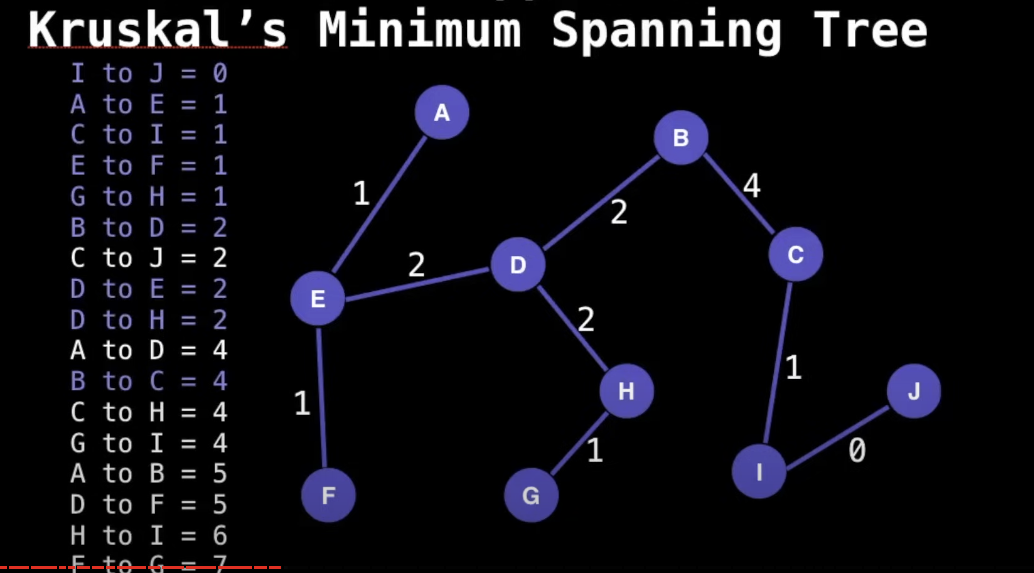 Kruskal’s Minimum Spanning Tree
I to J = 0
A to E = 1
C to I = 1
E to F = 1
G to H = 1
B to D = 2
C to J = 2
D to E = 2
D to H = 2
A to D = 4
B to C = 4
C to H = 4
G to I = 4
A to B = 5
D to F = 5
H to I = 6
F to G = 7
A
B
1
4
2
2
D
C
E
2
1
1
H
J
1
0
I
F
G